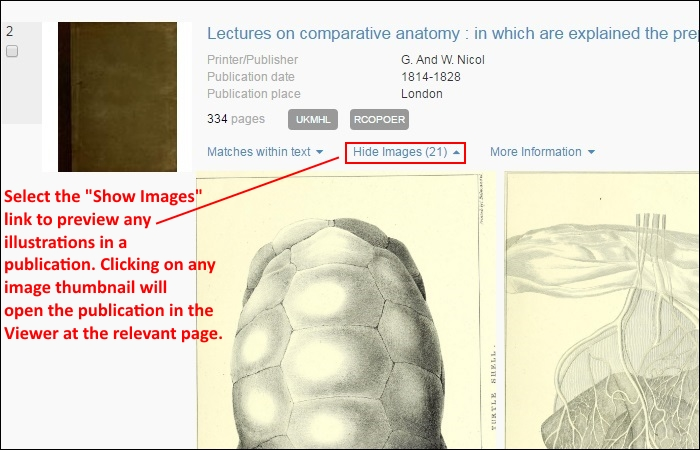 2
Lectures on comparative anatomy : in which are explained the prep
Printer/Publisher G. And W. Nicol
Publication date 1814-1828
Publication place London
334 pages UKMHL RCOPOER
Matches within text Hide Images (21) More Information
Select the "Show Images"
link to preview any
illustrations in a
publication. Clicking on any
image thumbnail will
open the publication in the
Viewer at the relevant page.
TURTLE SHELL.